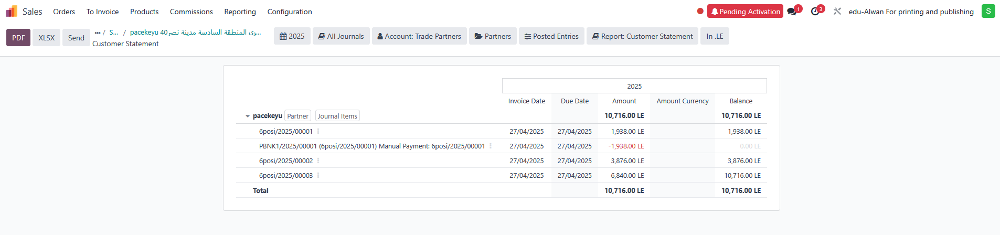 Sales Orders To Invoice Products Commissions Reporting Configuration Pending Activation 1 3 edu-Alwan For printing and publishing S
PDF XLSX Send ••• / S... / pacekeyu 40رى المنطقة السادسة مدينة نصر...
Customer Statement
2025 All Journals Account: Trade Partners Partners Posted Entries Report: Customer Statement In .LE
2025
Invoice Date Due Date Amount Amount Currency Balance
pacekeyu Partner Journal Items 10,716.00 LE 10,716.00 LE
6posi/2025/00001 27/04/2025 27/04/2025 1,938.00 LE 1,938.00 LE
PBNK1/2025/00001 (6posi/2025/00001) Manual Payment: 6posi/2025/00001 27/04/2025 27/04/2025 -1,938.00 LE 0.00 LE
6posi/2025/00002 27/04/2025 27/04/2025 3,876.00 LE 3,876.00 LE
6posi/2025/00003 27/04/2025 27/04/2025 6,840.00 LE 10,716.00 LE
Total 10,716.00 LE 10,716.00 LE